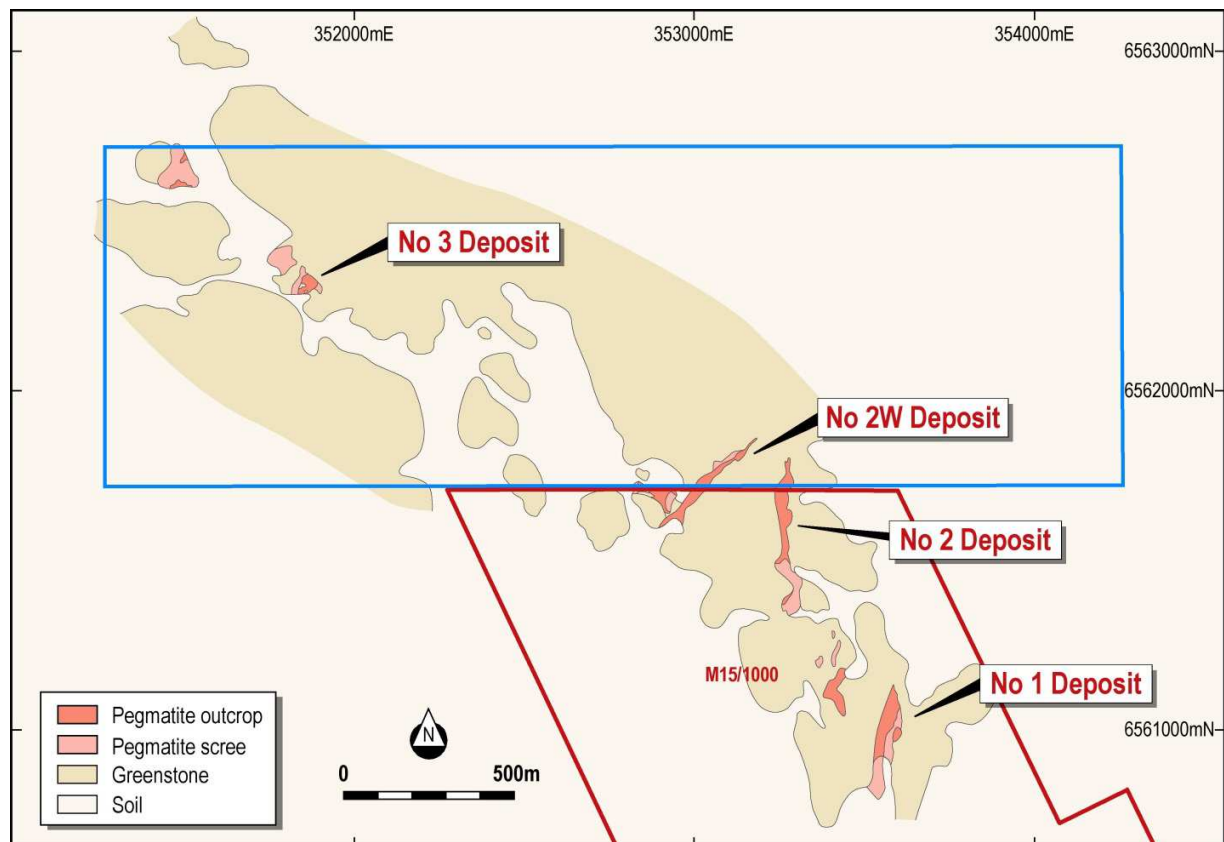 352000mE
353000mE
354000mE
6563000mN
No 3 Deposit
6562000mN
No 2W Deposit
No 2 Deposit
M15/1000
No 1 Deposit
6561000mN
Pegmatite outcrop
Pegmatite scree
Greenstone
Soil
N
0
500m